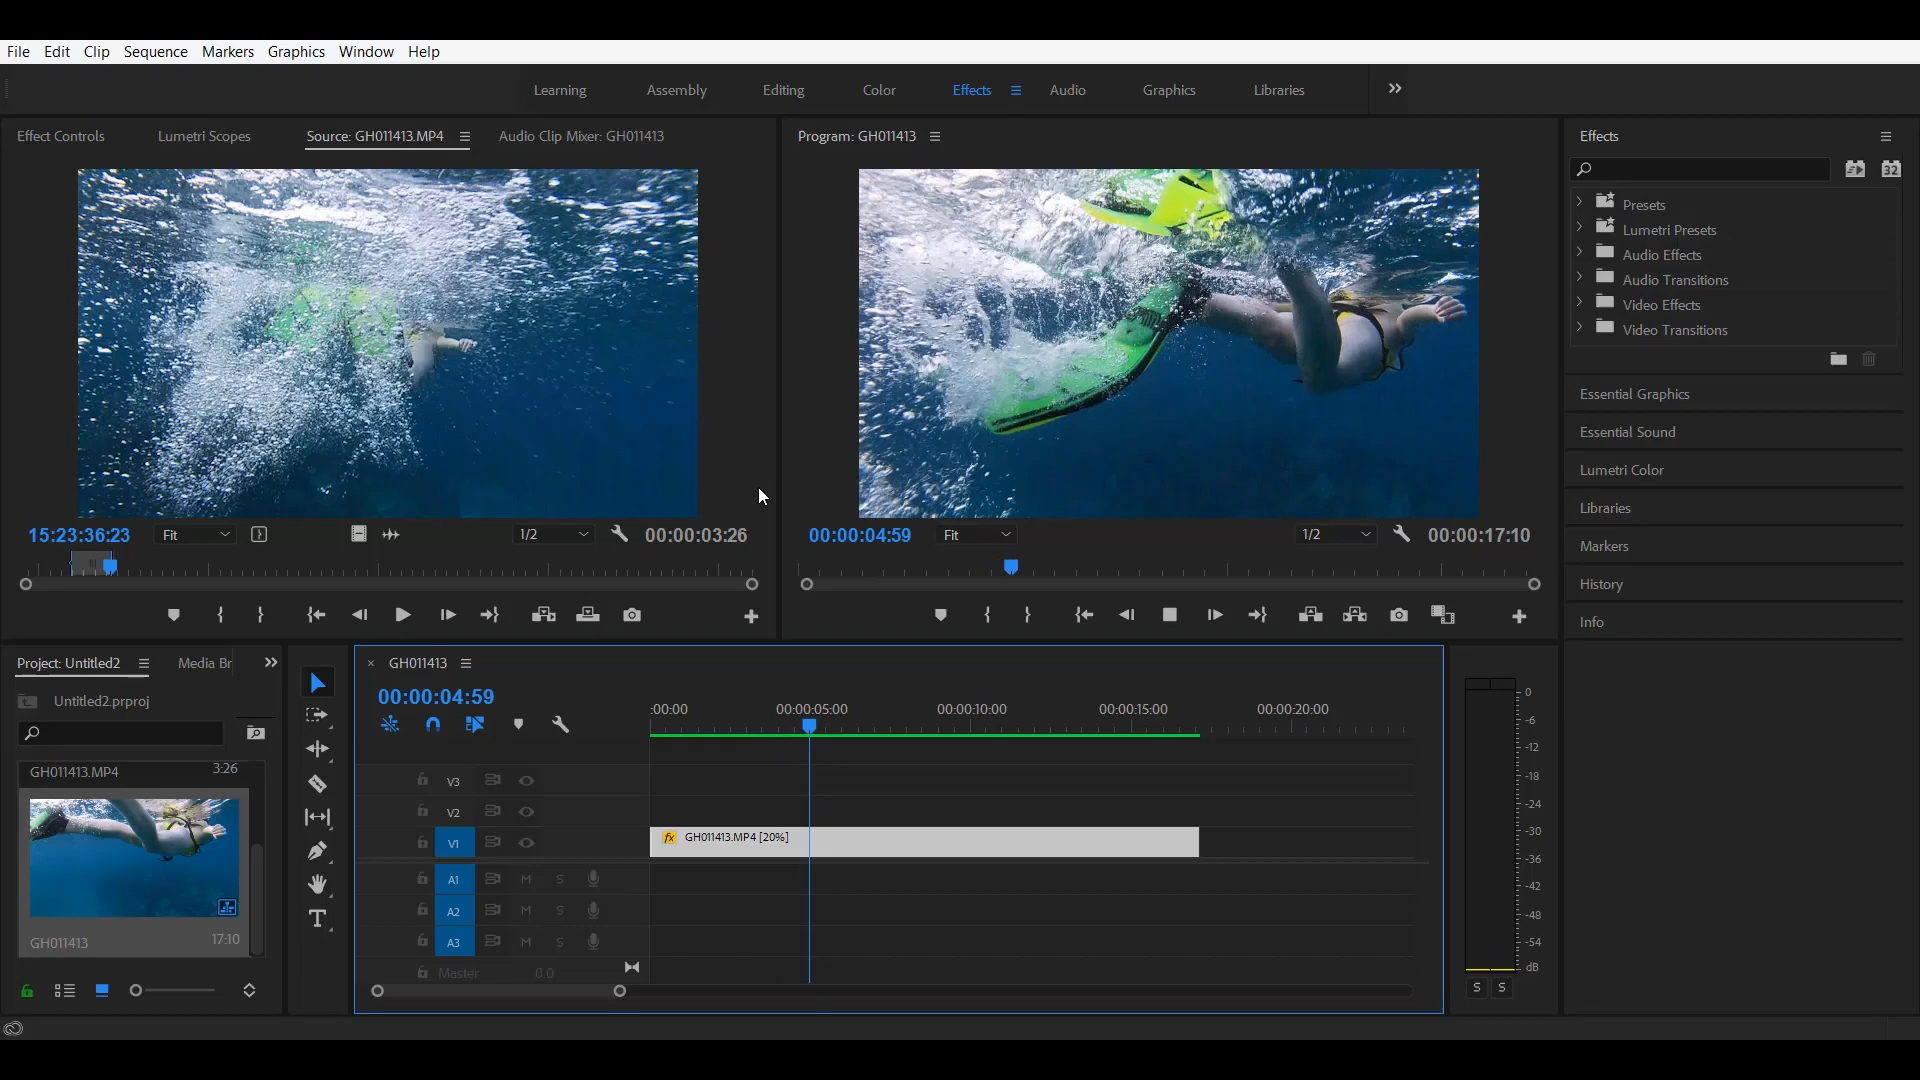 File Edit Clip Sequence Markers Graphics Window Help
Learning Assembly Editing Color Effects Audio Graphics Libraries
Effect Controls Lumetri Scopes Source: GH011413.MP4 Audio Clip Mixer: GH011413
Program: GH011413
Effects
32
Presets
Lumetri Presets
Audio Effects
Audio Transitions
Video Effects
Video Transitions
Essential Graphics
Essential Sound
Lumetri Color
Libraries
Markers
History
Info
15:23:36:23 Fit 1/2 00:00:03:26
00:00:04:59 Fit 1/2 00:00:17:10
Project: Untitled2 Media Br
Untitled2.prproj
GH011413.MP4 3:26
GH011413 17:10
GH011413
00:00:04:59
:00:00 00:00:05:00 00:00:10:00 00:00:15:00 00:00:20:00
V3
V2
V1
fx GH011413.MP4 [20%]
A1 M S
A2 M S
A3 M S
Master 0.0
0
-6
-12
-18
-24
-30
-36
-42
-48
-54
dB
S S